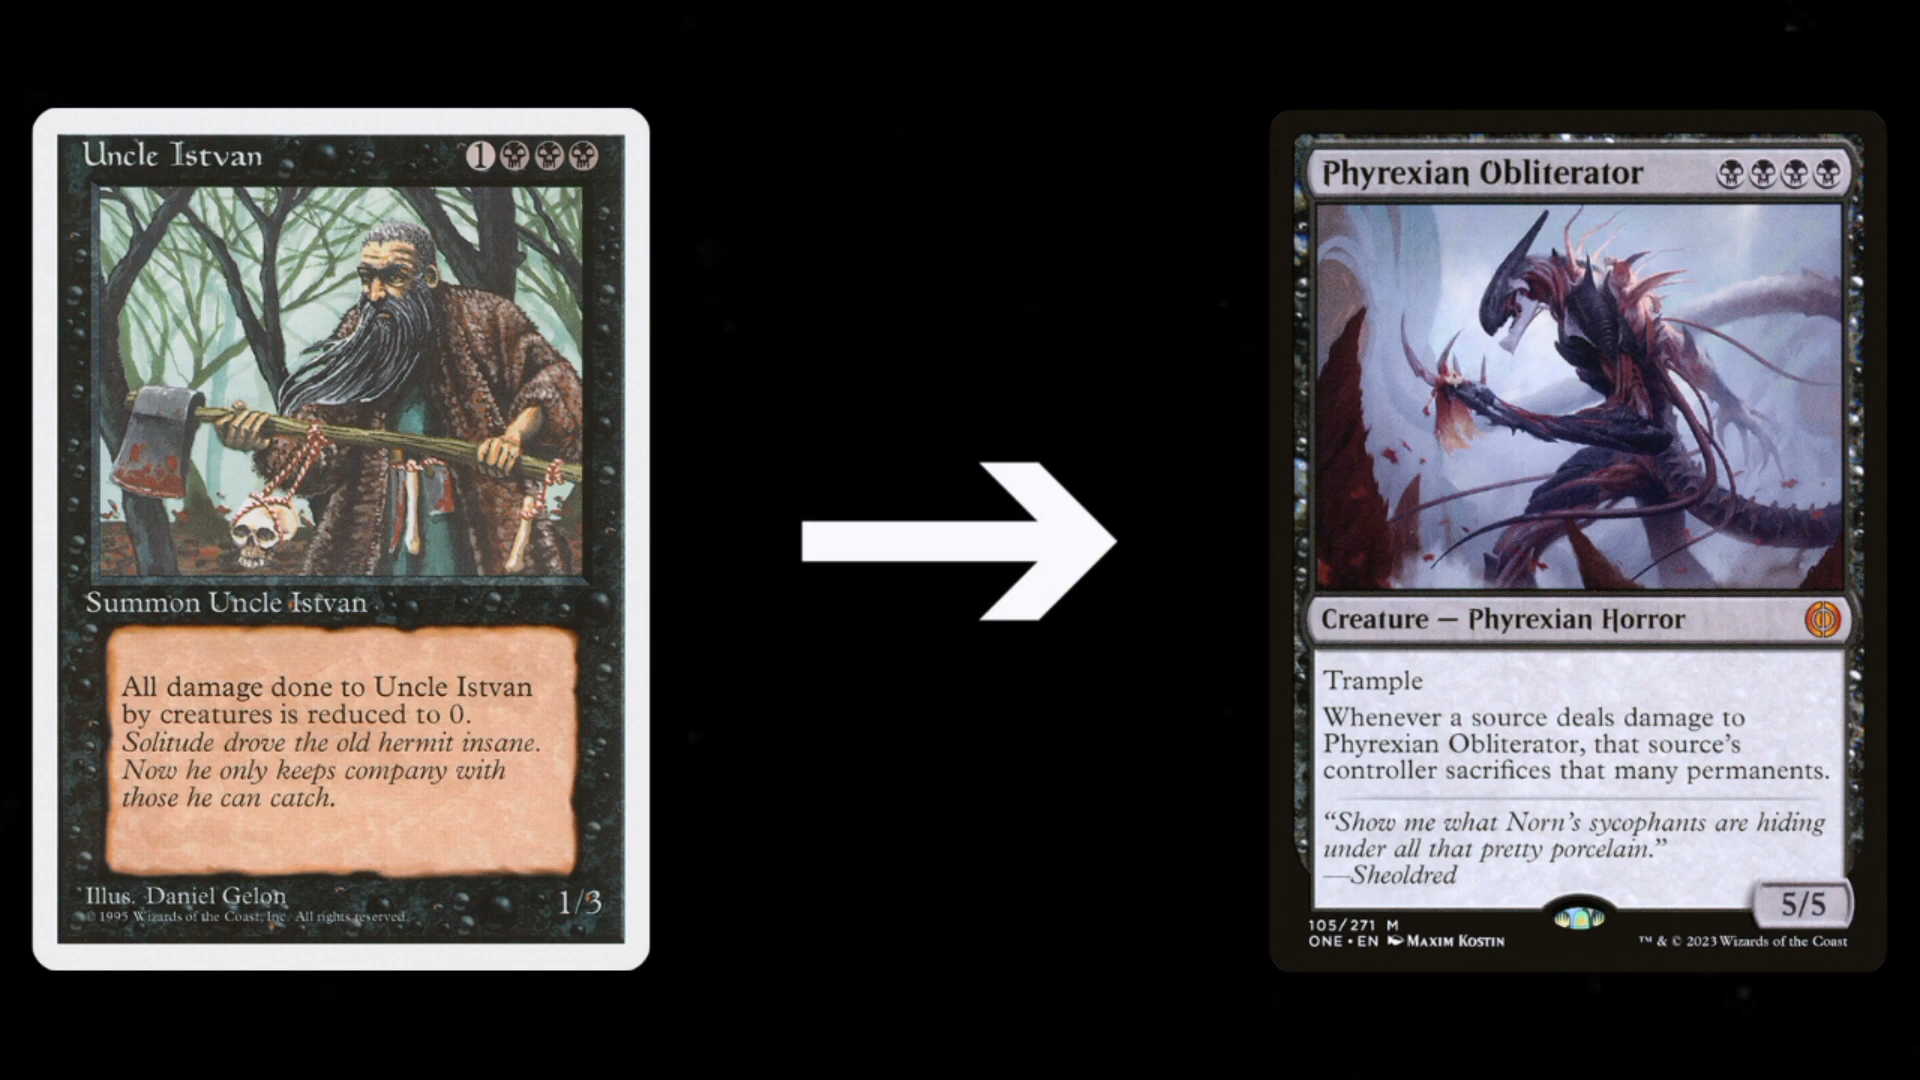 Uncle Istvan
1
Summon Uncle Istvan
All damage done to Uncle Istvan
by creatures is reduced to 0.
Solitude drove the old hermit insane.
Now he only keeps company with
those he can catch.
Illus. Daniel Gelon
© 1995 Wizards of the Coast, Inc. All rights reserved.
1/3
Phyrexian Obliterator
Creature — Phyrexian Horror
Trample
Whenever a source deals damage to
Phyrexian Obliterator, that source's
controller sacrifices that many permanents.
“Show me what Norn's sycophants are hiding
under all that pretty porcelain.”
—Sheoldred
5/5
105/271 M
ONE • EN MAXIM KOSTIN
™ & © 2023 Wizards of the Coast